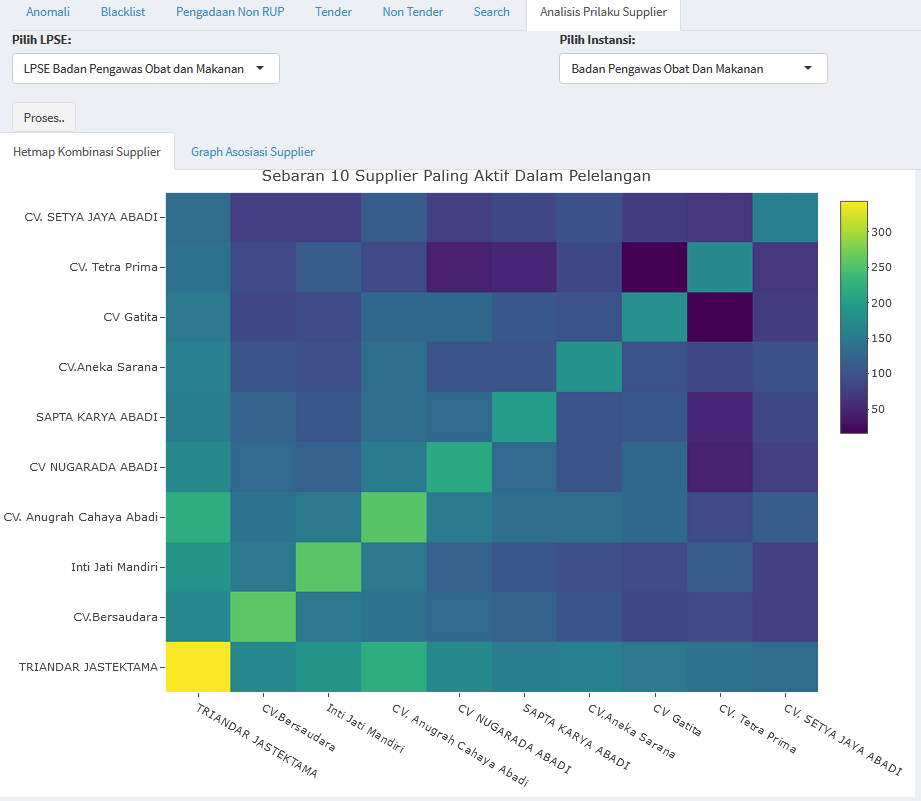 Anomali Blacklist Pengadaan Non RUP Tender Non Tender Search Analisis Prilaku Supplier
Pilih LPSE: Pilih Instansi:
LPSE Badan Pengawas Obat dan Makanan Badan Pengawas Obat Dan Makanan
Proses..
Hetmap Kombinasi Supplier Graph Asosiasi Supplier
Sebaran 10 Supplier Paling Aktif Dalam Pelelangan
CV. SETYA JAYA ABADI
CV. Tetra Prima
CV Gatita
CV.Aneka Sarana
SAPTA KARYA ABADI
CV NUGARADA ABADI
CV. Anugrah Cahaya Abadi
Inti Jati Mandiri
CV.Bersaudara
TRIANDAR JASTEKTAMA
300
250
200
150
100
50
TRIANDAR JASTEKTAMA
CV.Bersaudara
Inti Jati Mandiri
CV. Anugrah Cahaya Abadi
CV NUGARADA ABADI
SAPTA KARYA ABADI
CV.Aneka Sarana
CV Gatita
CV. Tetra Prima
CV. SETYA JAYA ABADI